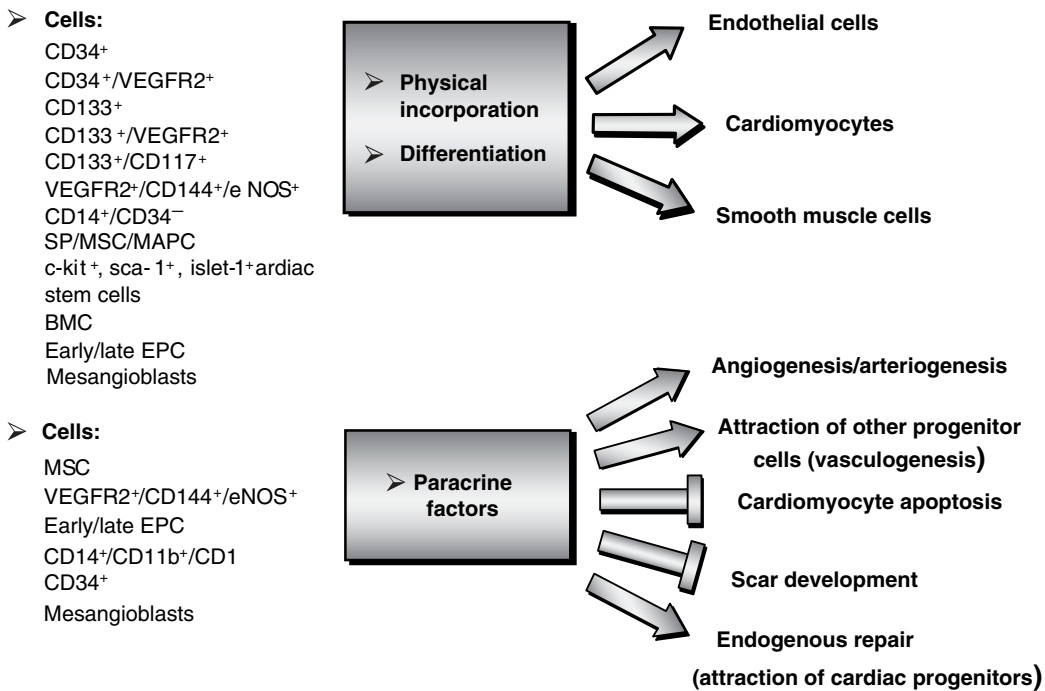 ➢ Cells:
CD34⁺
CD34⁺/VEGFR2⁺
CD133⁺
CD133⁺/VEGFR2⁺
CD133⁺/CD117⁺
VEGFR2⁺/CD144⁺/e NOS⁺
CD14⁺/CD34⁻
SP/MSC/MAPC
c-kit⁺, sca-1⁺, islet-1⁺ardiac
stem cells
BMC
Early/late EPC
Mesangioblasts
➢ Physical
incorporation
➢ Differentiation
Endothelial cells
Cardiomyocytes
Smooth muscle cells
➢ Cells:
MSC
VEGFR2⁺/CD144⁺/eNOS⁺
Early/late EPC
CD14⁺/CD11b⁺/CD1
CD34⁺
Mesangioblasts
➢ Paracrine
factors
Angiogenesis/arteriogenesis
Attraction of other progenitor
cells (vasculogenesis)
Cardiomyocyte apoptosis
Scar development
Endogenous repair
(attraction of cardiac progenitors)